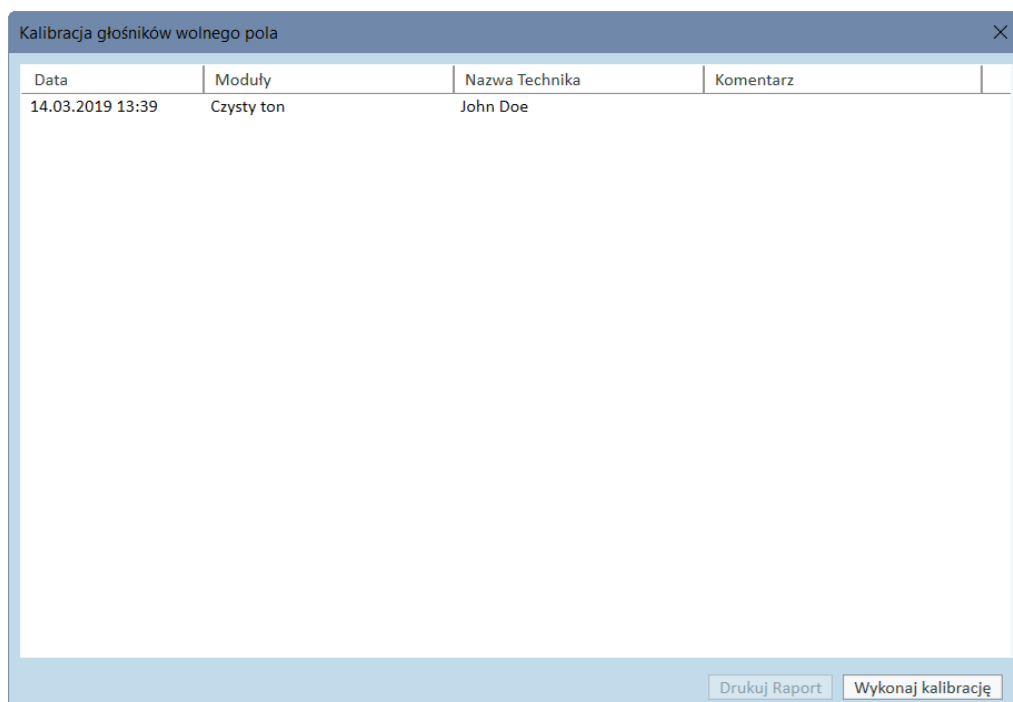 Kalibracja głośników wolnego pola
Data Moduły Nazwa Technika Komentarz
14.03.2019 13:39 Czysty ton John Doe
Drukuj Raport Wykonaj kalibrację